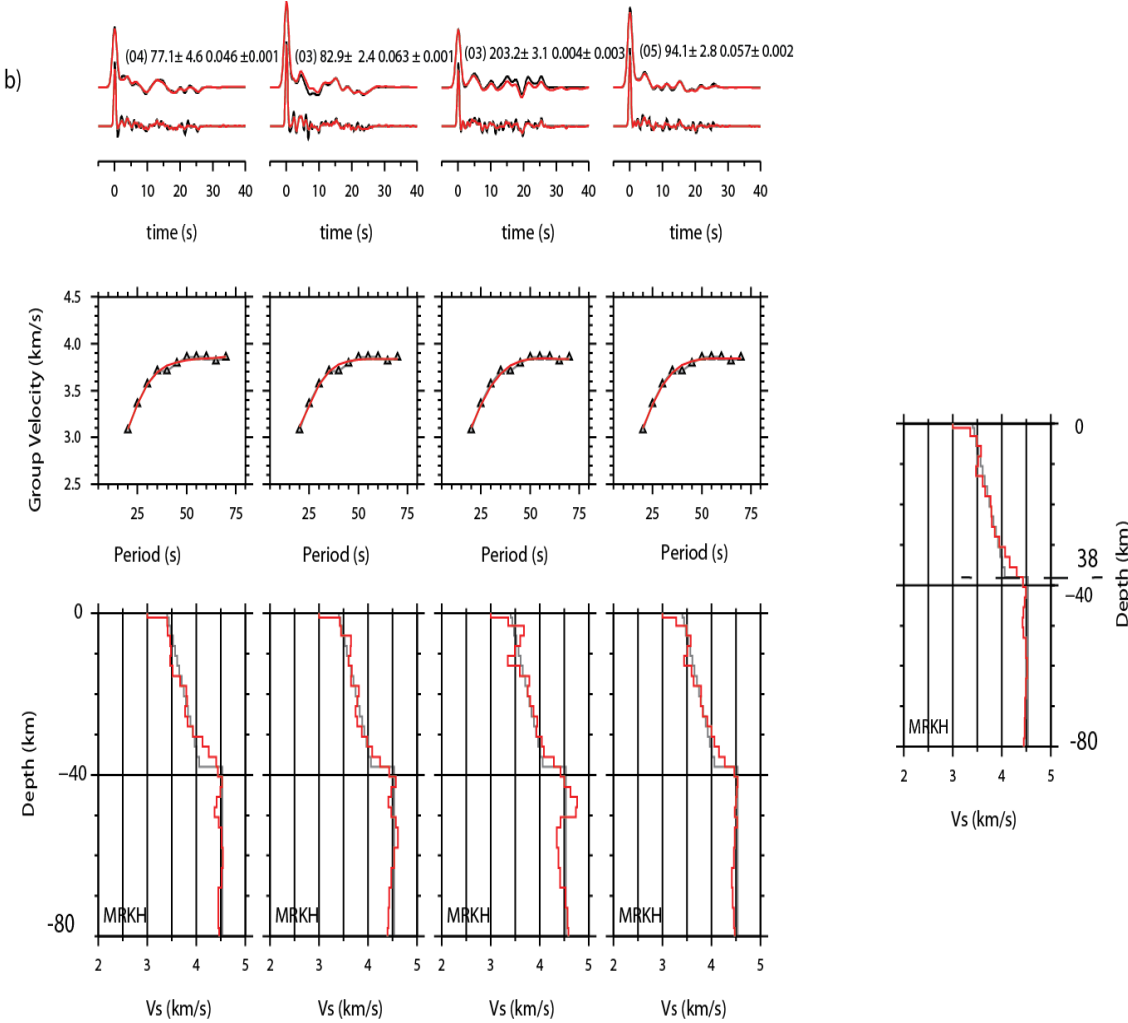 b)
(04) 77.1± 4.6 0.046 ±0.001 (03) 82.9± 2.4 0.063 ± 0.001 (03) 203.2± 3.1 0.004± 0.003 (05) 94.1± 2.8 0.057± 0.002
0 10 20 30 40 0 10 20 30 40 0 10 20 30 40 0 10 20 30 40
time (s) time (s) time (s) time (s)
Group Velocity (km/s)
4.5
4.0
3.5
3.0
2.5
25 50 75 25 50 75 25 50 75 25 50 75
Period (s) Period (s) Period (s) Period (s)
Depth (km)
0
−40
-80
MRKH MRKH MRKH MRKH
2 3 4 5 2 3 4 5 2 3 4 5 2 3 4 5
Vs (km/s) Vs (km/s) Vs (km/s) Vs (km/s)
0
38
−40
-80
Depth (km)
MRKH
2 3 4 5
Vs (km/s)